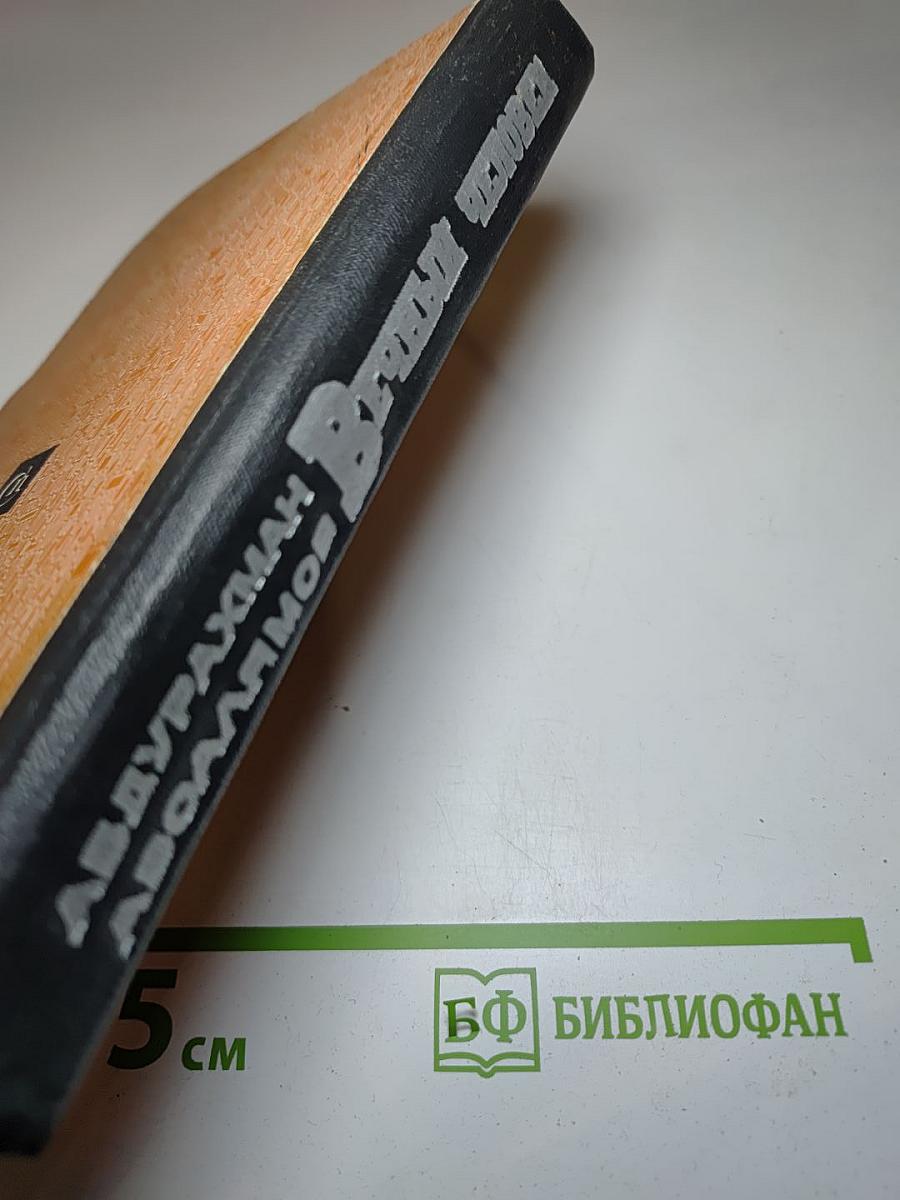 АБДУРАХМАН
АБСАЛЯМОВ
ВЕЧНЫЙ ЧЕЛОВЕК
5 см
БФ БИБЛИОФАН